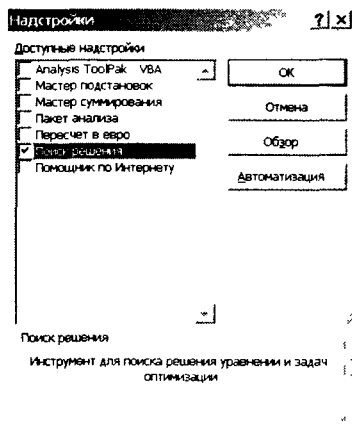 Надстройки
Доступные надстройки
Analysis ToolPak VBA
Мастер подстановок
Мастер суммирования
Пакет анализа
Пересчет в евро
Поиск решения
Помощник по Интернету
OK
Отмена
Обзор
Автоматизация
Поиск решения
Инструмент для поиска решения уравнении и задач
оптимизации